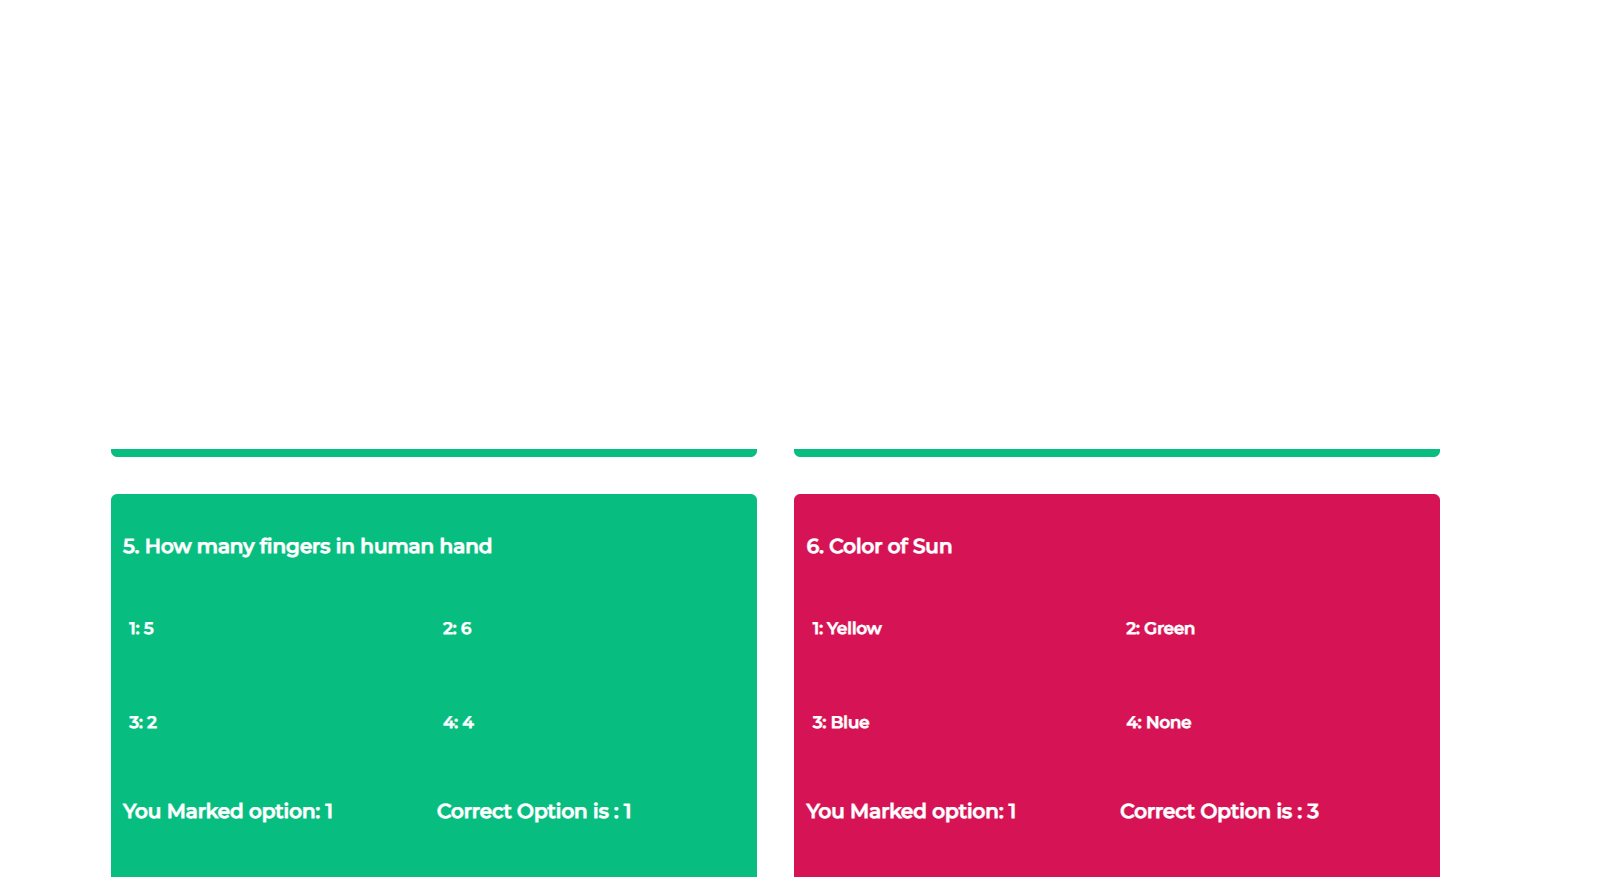 5. How many fingers in human hand
1: 5
2: 6
3: 2
4: 4
You Marked option: 1
Correct Option is : 1
6. Color of Sun
1: Yellow
2: Green
3: Blue
4: None
You Marked option: 1
Correct Option is : 3